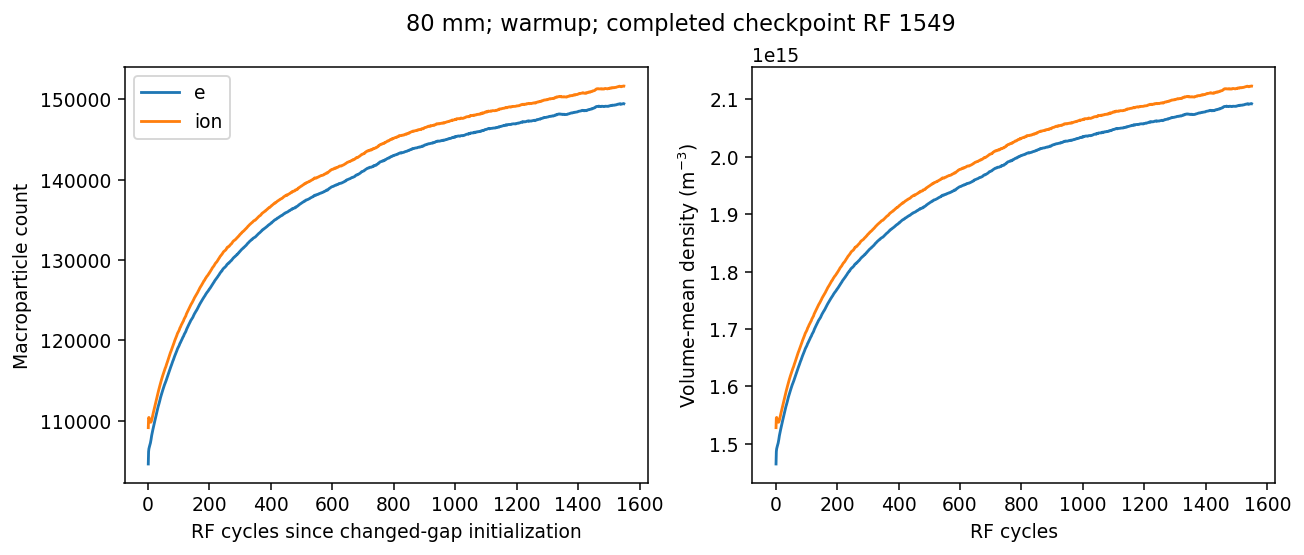 80 mm; warmup; completed checkpoint RF 1549
Macroparticle count
150000
140000
130000
120000
110000
e
ion
0 200 400 600 800 1000 1200 1400 1600
RF cycles since changed-gap initialization
1e15
Volume-mean density (m⁻³)
2.1
2.0
1.9
1.8
1.7
1.6
1.5
0 200 400 600 800 1000 1200 1400 1600
RF cycles